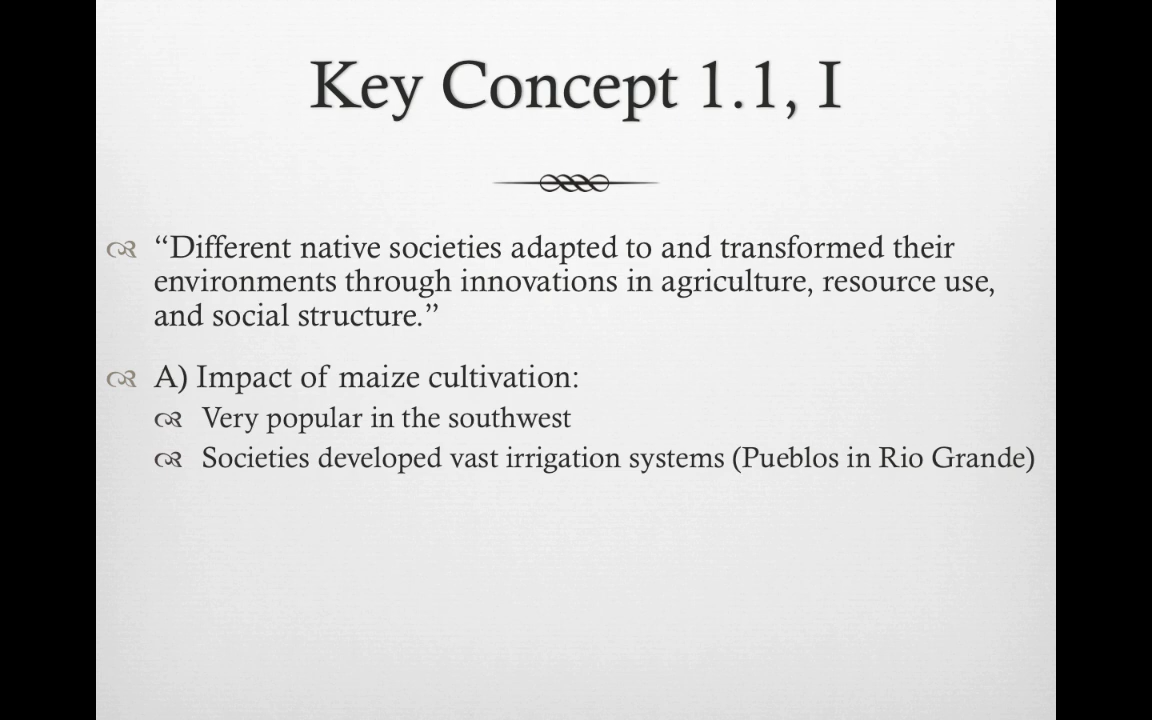 Key Concept 1.1, I
“Different native societies adapted to and transformed their
environments through innovations in agriculture, resource use,
and social structure.”
A) Impact of maize cultivation:
Very popular in the southwest
Societies developed vast irrigation systems (Pueblos in Rio Grande)